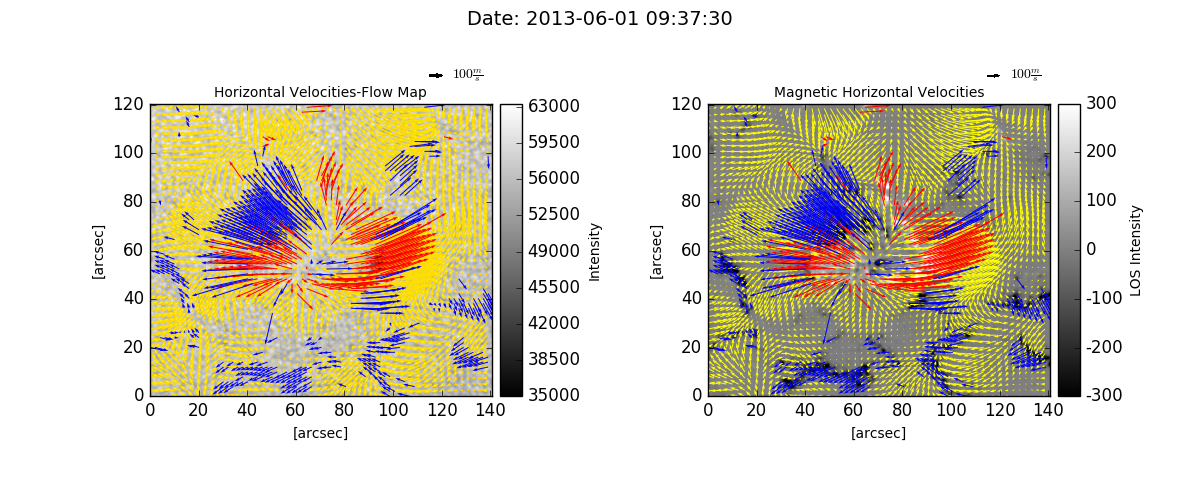 Date: 2013-06-01 09:37:30
100 m/s
Horizontal Velocities-Flow Map
120
100
80
60
40
20
0
0 20 40 60 80 100 120 140
[arcsec]
[arcsec]
63000
59500
56000
52500
49000
45500
42000
38500
35000
Intensity
100 m/s
Magnetic Horizontal Velocities
120
100
80
60
40
20
0
0 20 40 60 80 100 120 140
[arcsec]
[arcsec]
300
200
100
0
-100
-200
-300
LOS Intensity